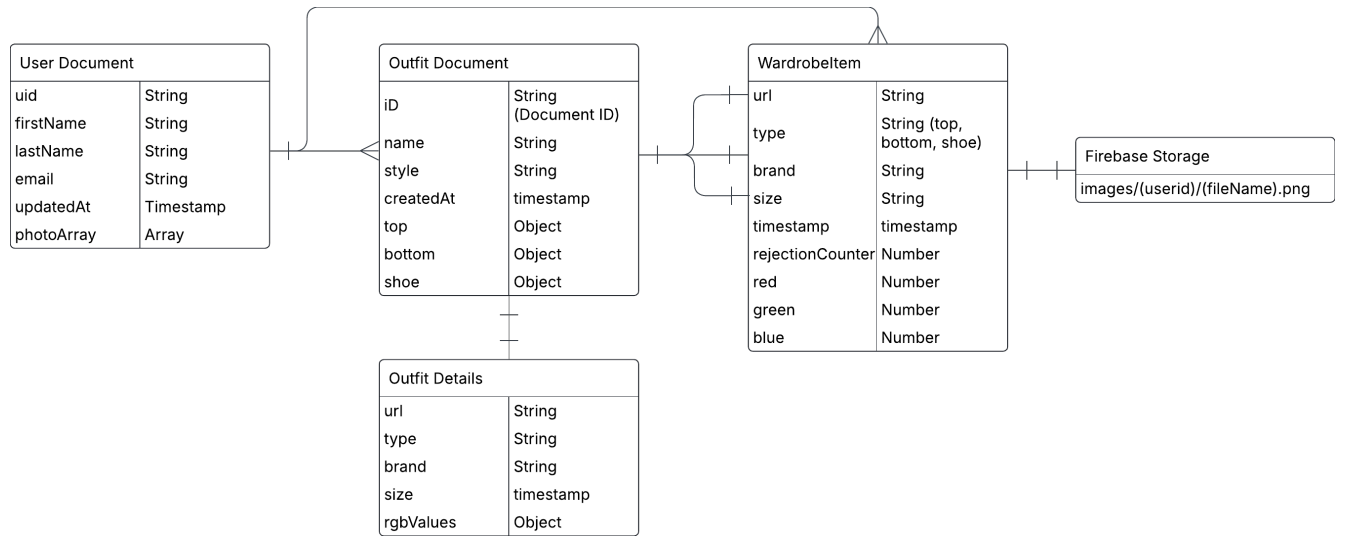 User Document
uid String
firstName String
lastName String
email String
updatedAt Timestamp
photoArray Array
Outfit Document
iD String
(Document ID)
name String
style String
createdAt timestamp
top Object
bottom Object
shoe Object
Outfit Details
url String
type String
brand String
size timestamp
rgbValues Object
WardrobeItem
url String
type String (top,
bottom, shoe)
brand String
size String
timestamp timestamp
rejectionCounter Number
red Number
green Number
blue Number
Firebase Storage
images/(userid)/(fileName).png